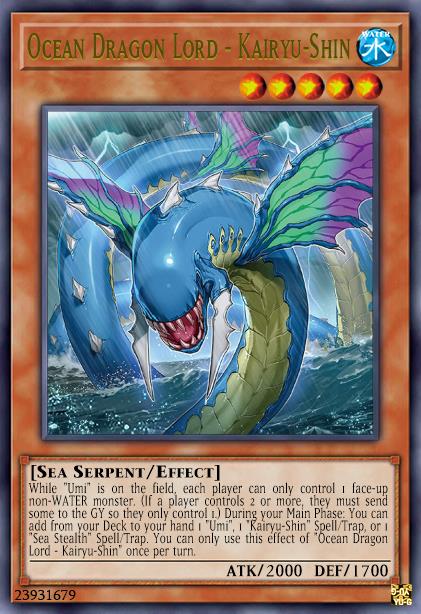 Ocean Dragon Lord - Kairyu-Shin
WATER
水
[Sea Serpent/Effect]
While "Umi" is on the field, each player can only control 1 face-up
non-WATER monster. (If a player controls 2 or more, they must send
some to the GY so they only control 1.) During your Main Phase: You can
add from your Deck to your hand 1 "Umi", 1 "Kairyu-Shin" Spell/Trap, or 1
"Sea Stealth" Spell/Trap. You can only use this effect of "Ocean Dragon
Lord - Kairyu-Shin" once per turn.
ATK/2000 DEF/1700
23931679